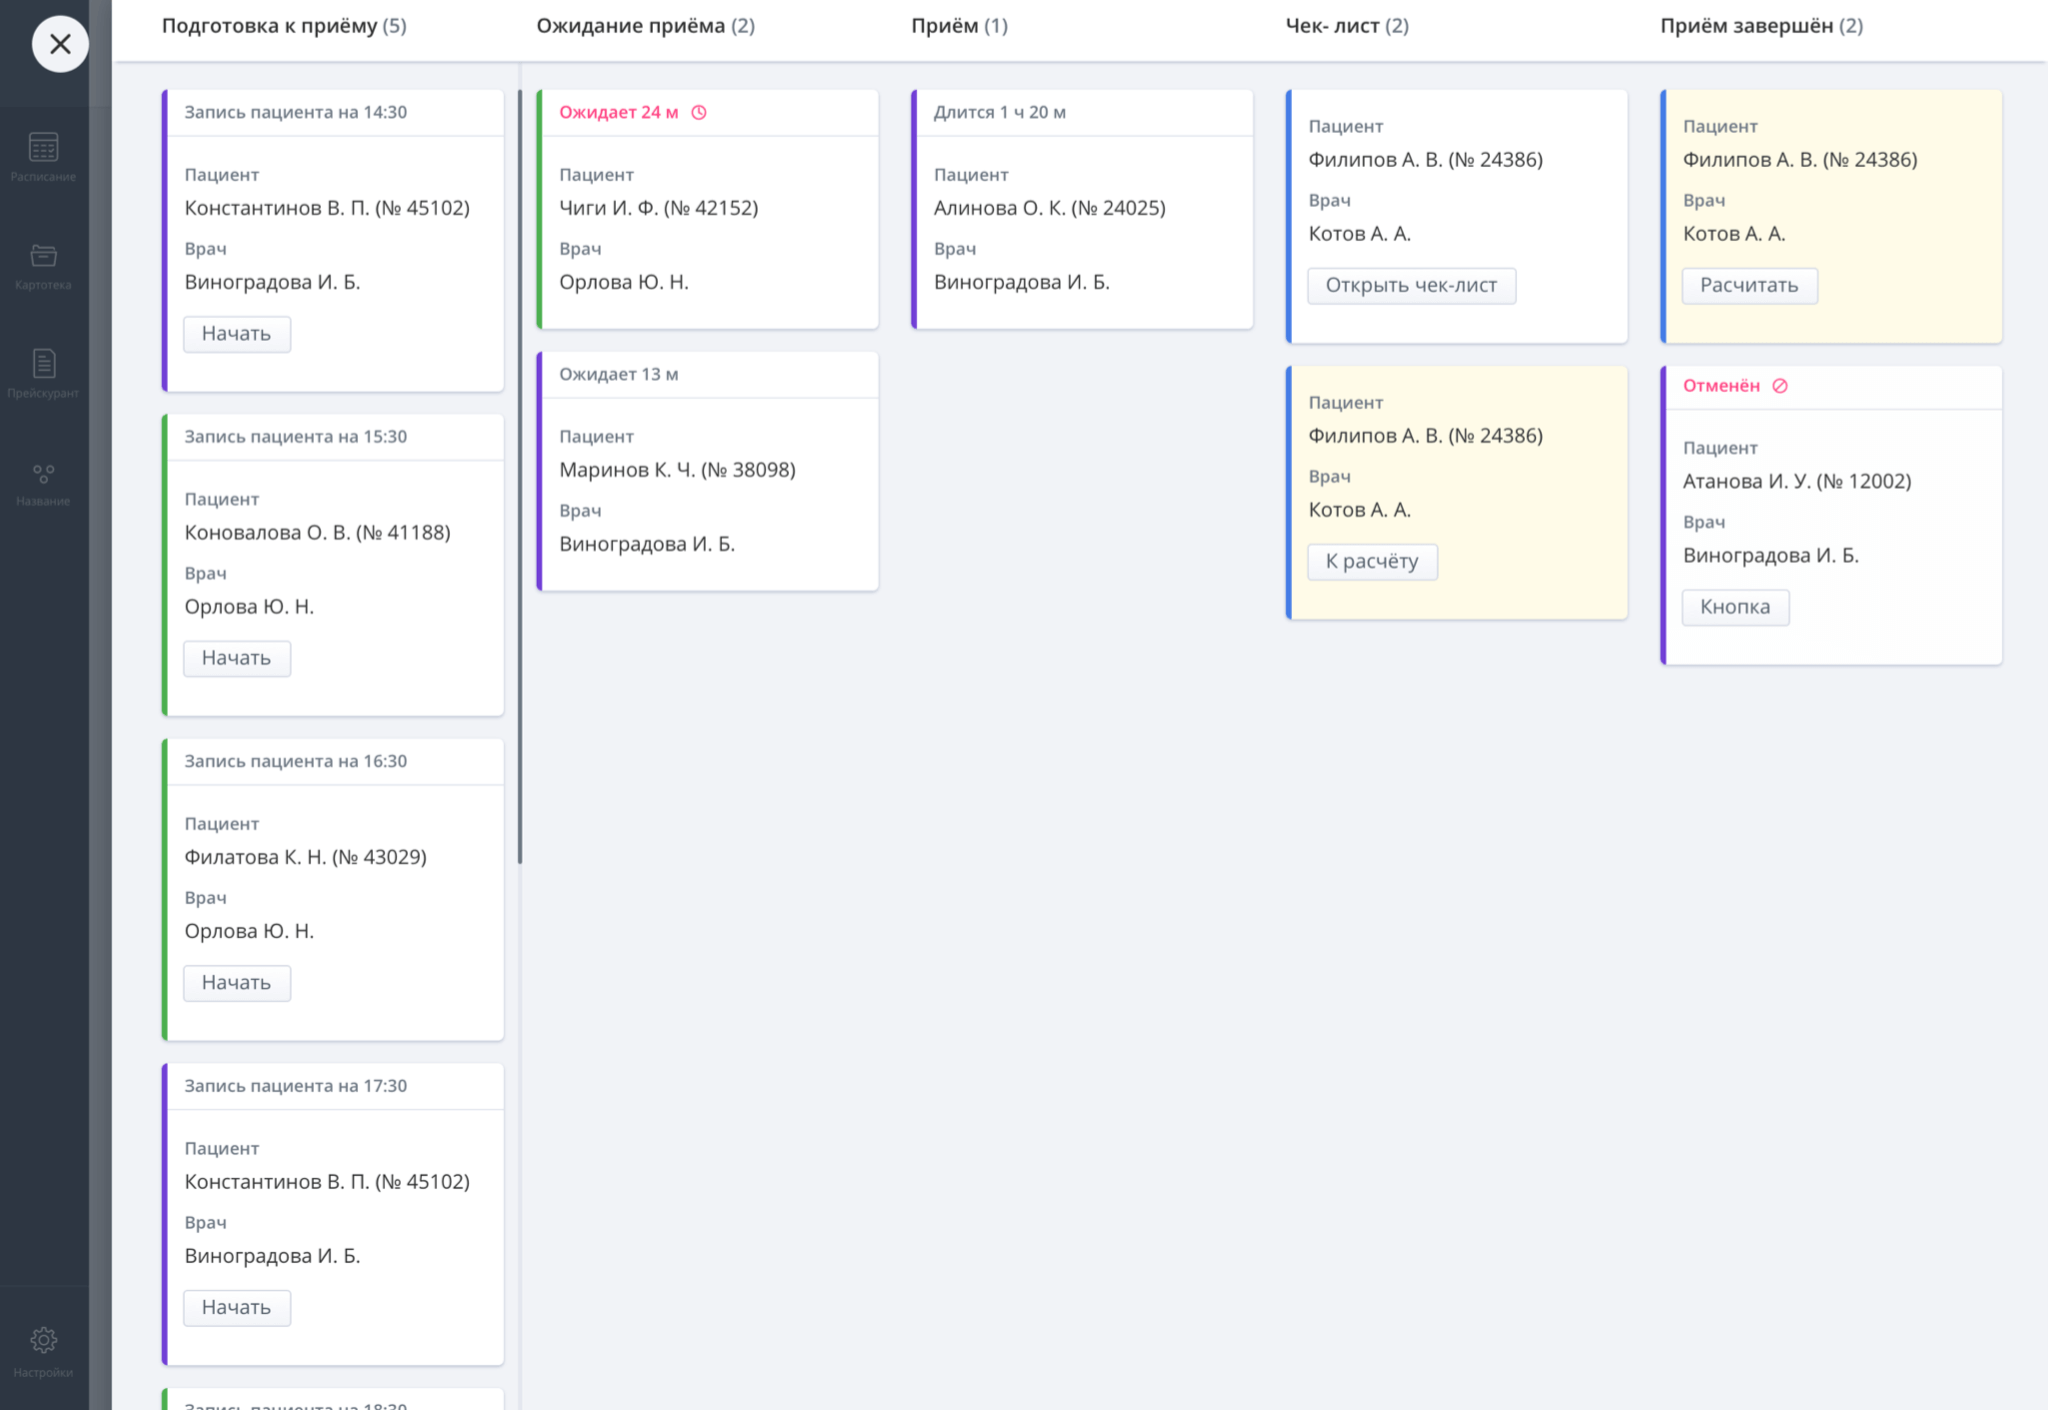 Расписание
Картотека
Прейскурант
Название
Настройки
Подготовка к приёму (5)
Запись пациента на 14:30
Пациент
Константинов В. П. (№ 45102)
Врач
Виноградова И. Б.
Начать
Запись пациента на 15:30
Пациент
Коновалова О. В. (№ 41188)
Врач
Орлова Ю. Н.
Начать
Запись пациента на 16:30
Пациент
Филатова К. Н. (№ 43029)
Врач
Орлова Ю. Н.
Начать
Запись пациента на 17:30
Пациент
Константинов В. П. (№ 45102)
Врач
Виноградова И. Б.
Начать
Запись пациента на 18:30
Ожидание приёма (2)
Ожидает 24 м
Пациент
Чиги И. Ф. (№ 42152)
Врач
Орлова Ю. Н.
Ожидает 13 м
Пациент
Маринов К. Ч. (№ 38098)
Врач
Виноградова И. Б.
Приём (1)
Длится 1 ч 20 м
Пациент
Алинова О. К. (№ 24025)
Врач
Виноградова И. Б.
Чек- лист (2)
Пациент
Филипов А. В. (№ 24386)
Врач
Котов А. А.
Открыть чек-лист
Пациент
Филипов А. В. (№ 24386)
Врач
Котов А. А.
К расчёту
Приём завершён (2)
Пациент
Филипов А. В. (№ 24386)
Врач
Котов А. А.
Расчитать
Отменён
Пациент
Атанова И. У. (№ 12002)
Врач
Виноградова И. Б.
Кнопка